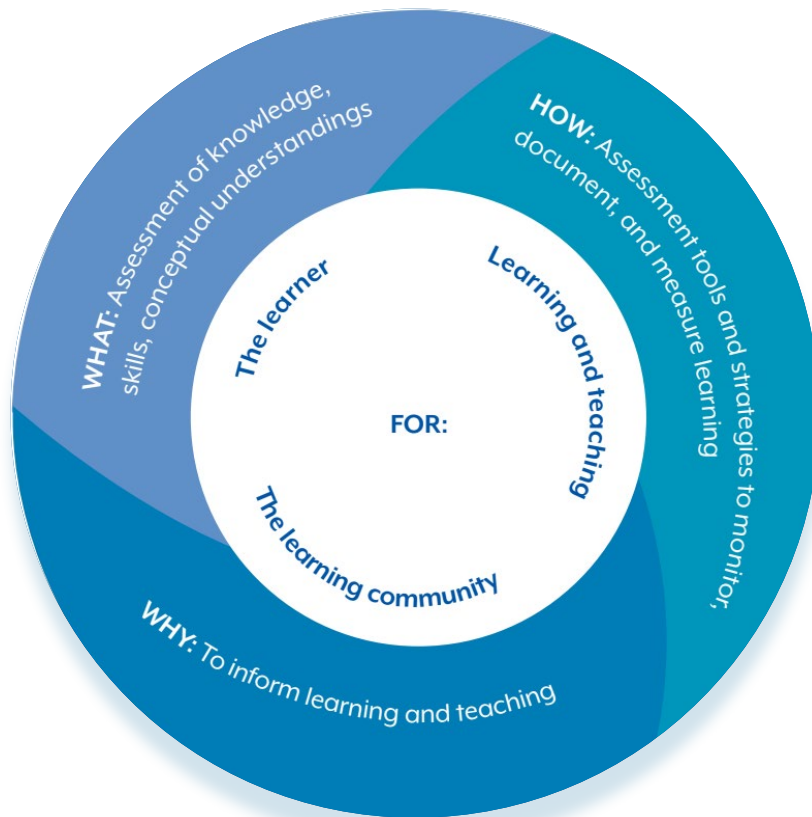 WHAT: Assessment of knowledge,
skills, conceptual understandings
HOW: Assessment tools and strategies to monitor,
document, and measure learning
WHY: To inform learning and teaching
FOR:
The learner
Learning and teaching
The learning community